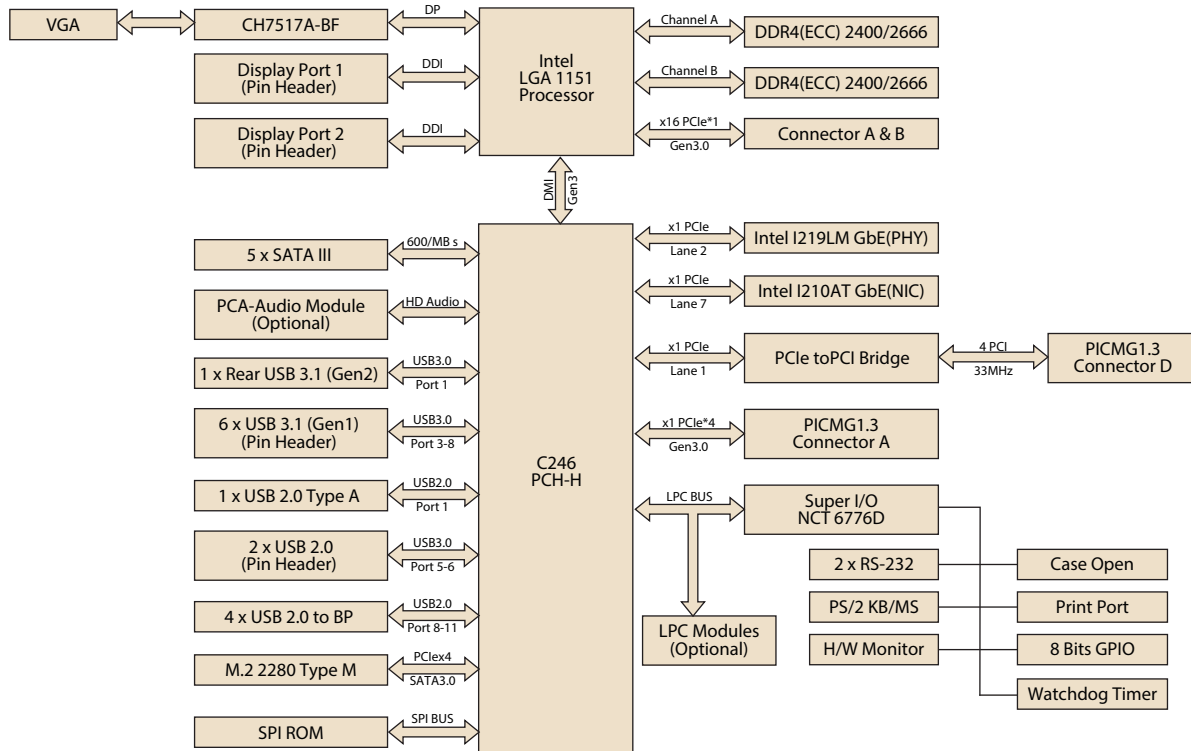 VGA
CH7517A-BF
DP
Intel
LGA 1151
Processor
Channel A
DDR4(ECC) 2400/2666
Display Port 1
(Pin Header)
DDI
Channel B
DDR4(ECC) 2400/2666
Display Port 2
(Pin Header)
DDI
x16 PCIe*1
Gen3.0
Connector A & B
DMI
Gen3
C246
PCH-H
5 x SATA III
600/MB s
PCA-Audio Module
(Optional)
HD Audio
1 x Rear USB 3.1 (Gen2)
USB3.0
Port 1
6 x USB 3.1 (Gen1)
(Pin Header)
USB3.0
Port 3-8
1 x USB 2.0 Type A
USB2.0
Port 1
2 x USB 2.0
(Pin Header)
USB3.0
Port 5-6
4 x USB 2.0 to BP
USB2.0
Port 8-11
M.2 2280 Type M
PCIex4
SATA3.0
SPI ROM
SPI BUS
x1 PCIe
Lane 2
Intel I219LM GbE(PHY)
x1 PCIe
Lane 7
Intel I210AT GbE(NIC)
x1 PCIe
Lane 1
PCIe toPCI Bridge
4 PCI
33MHz
PICMG1.3
Connector D
x1 PCIe*4
Gen3.0
PICMG1.3
Connector A
LPC BUS
Super I/O
NCT 6776D
LPC Modules
(Optional)
2 x RS-232
Case Open
PS/2 KB/MS
Print Port
H/W Monitor
8 Bits GPIO
Watchdog Timer